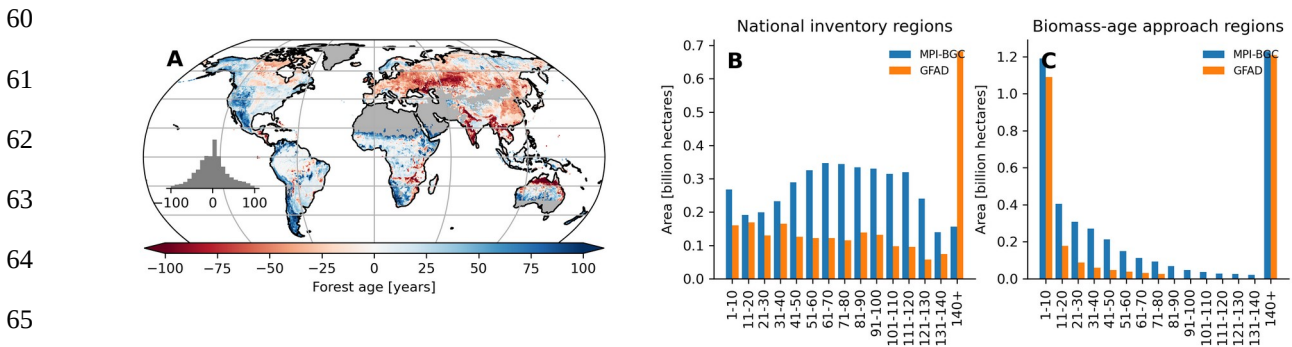 60
61
62
63
64
65
A
−100 0 100
−100 −75 −50 −25 0 25 50 75 100
Forest age [years]
National inventory regions
B
MPI-BGC
GFAD
Area [billion hectares]
0.7
0.6
0.5
0.4
0.3
0.2
0.1
0.0
1-10 11-20 21-30 31-40 41-50 51-60 61-70 71-80 81-90 91-100 101-110 111-120 121-130 131-140 140+
Biomass-age approach regions
C
MPI-BGC
GFAD
Area [billion hectares]
1.2
1.0
0.8
0.6
0.4
0.2
0.0
1-10 11-20 21-30 31-40 41-50 51-60 61-70 71-80 81-90 91-100 101-110 111-120 121-130 131-140 140+